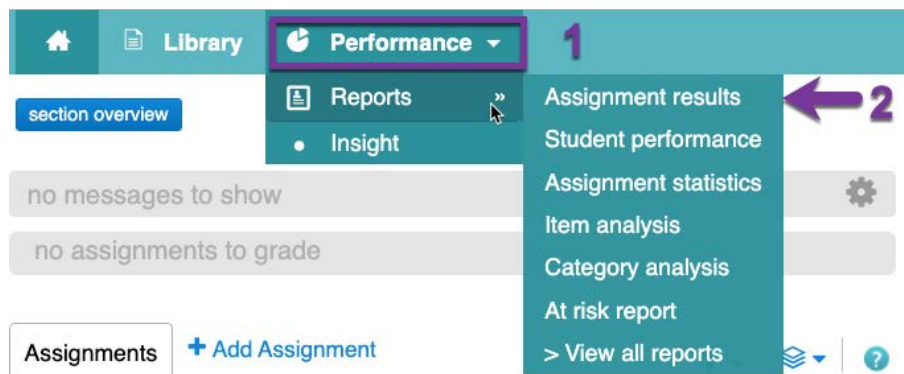 Library
Performance
1
Reports »
Assignment results
2
section overview
Insight
Student performance
no messages to show
Assignment statistics
Item analysis
no assignments to grade
Category analysis
At risk report
Assignments
+ Add Assignment
> View all reports
?